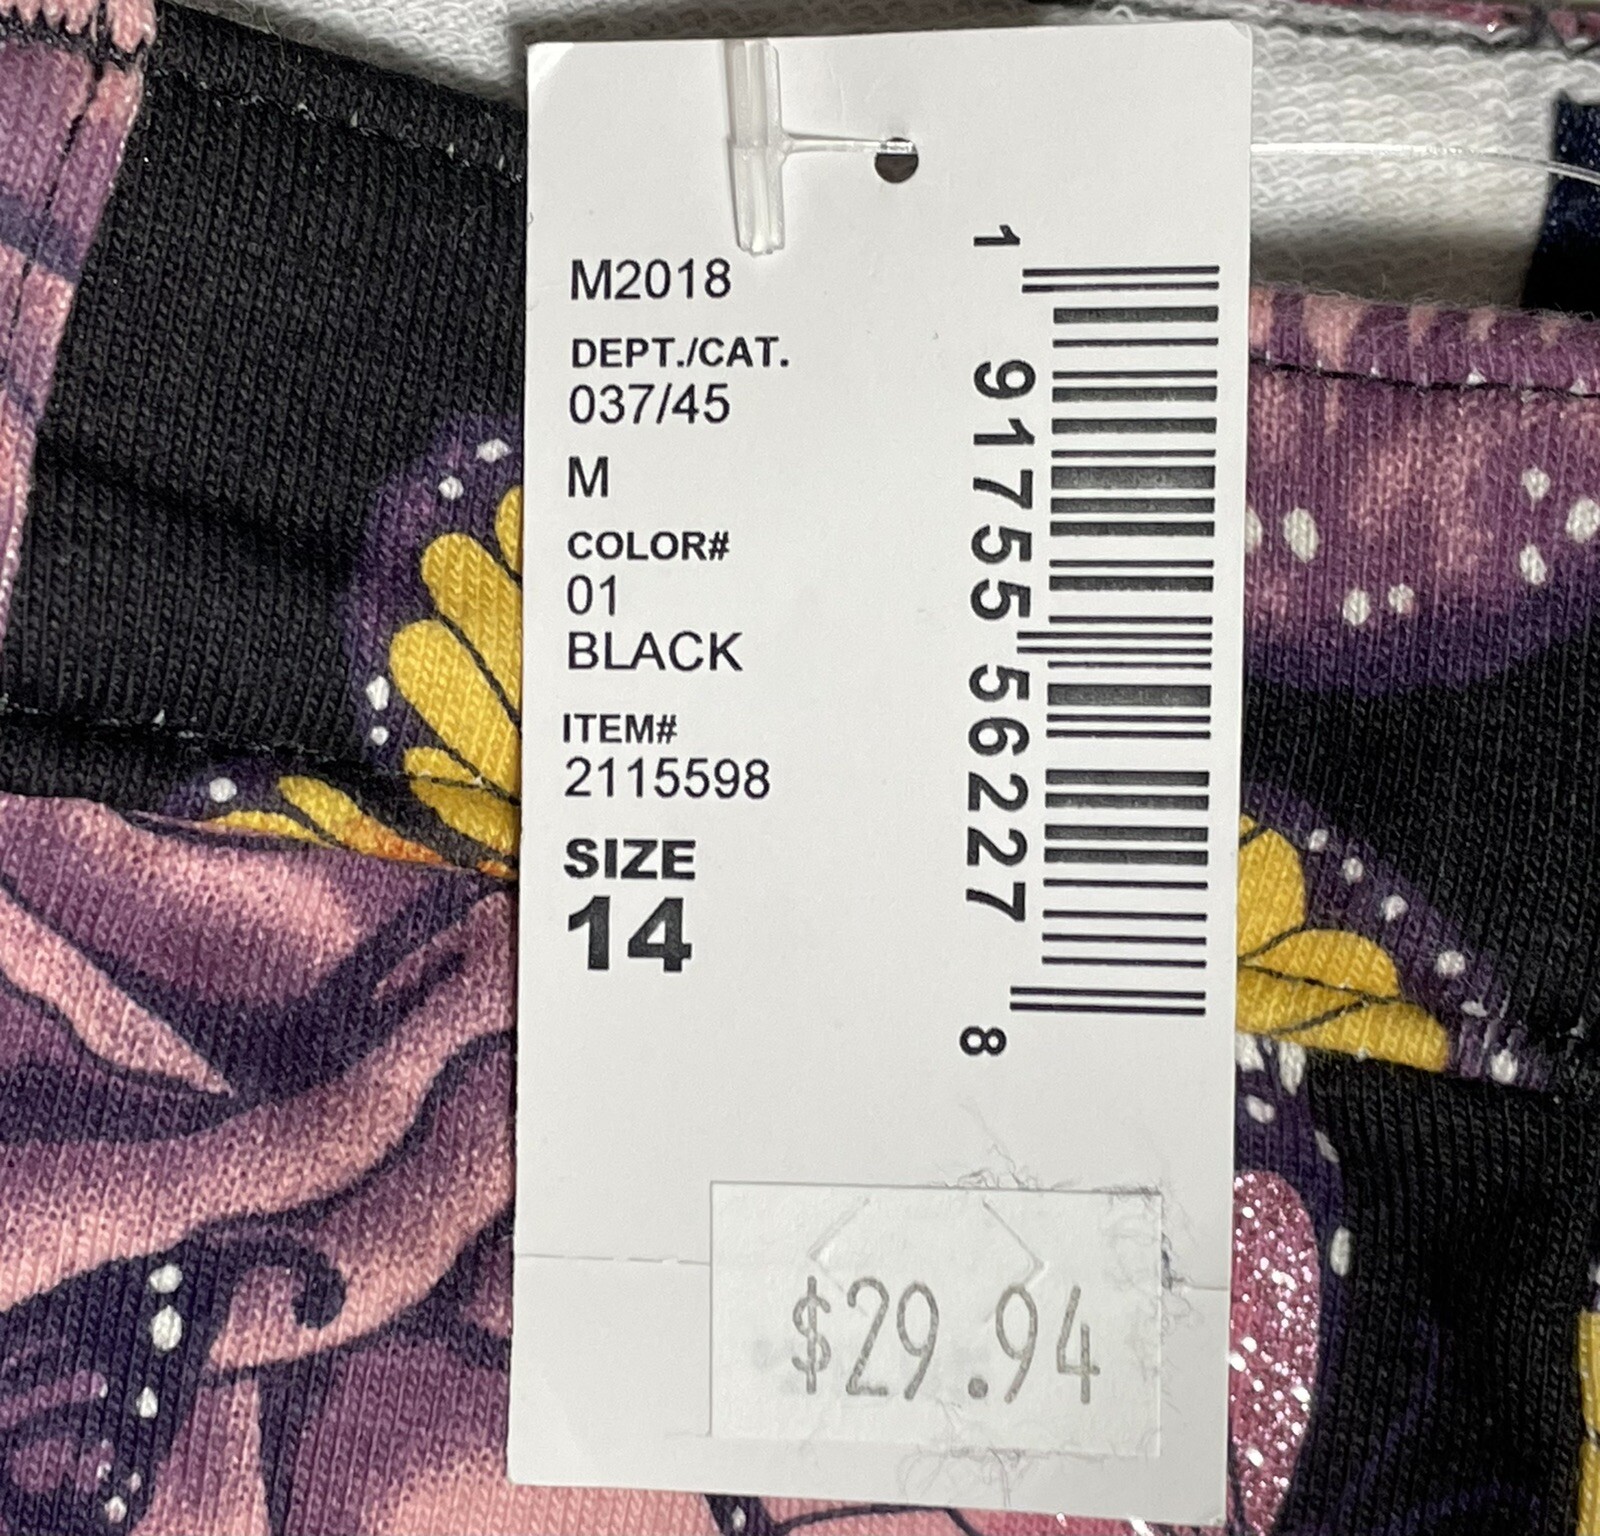 M2018
DEPT./CAT.
037/45
M
COLOR#
01
BLACK
ITEM#
2115598
SIZE
14
1 91755 56227 8
$29.94